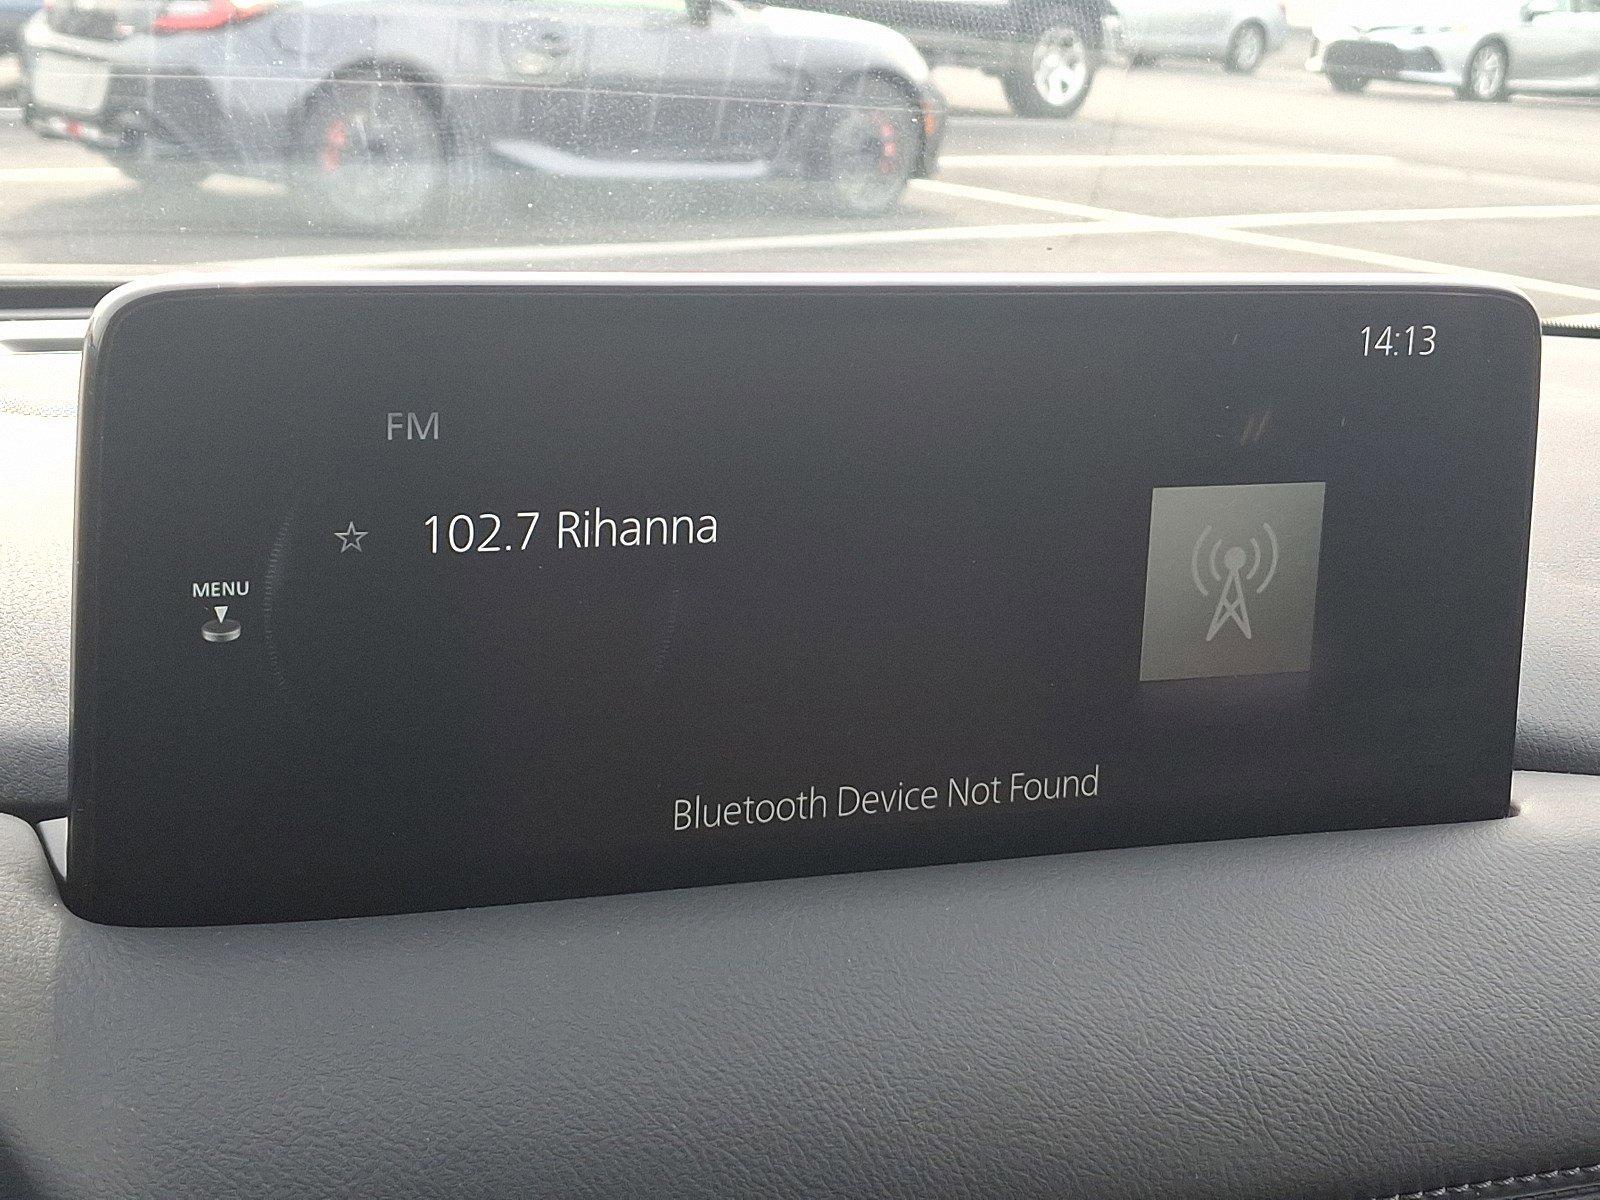 14:13
FM
102.7 Rihanna
MENU
Bluetooth Device Not Found